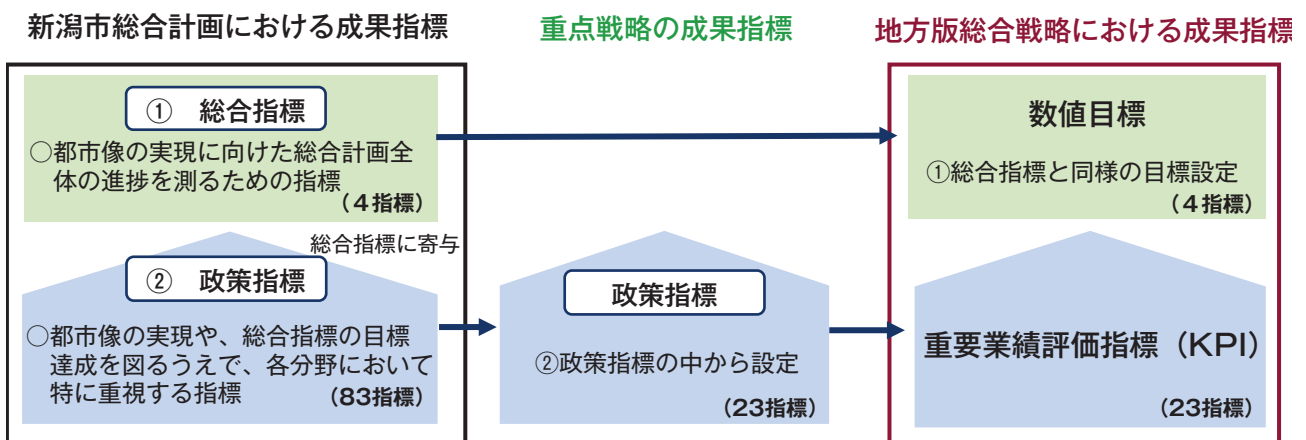 新潟市総合計画における成果指標
① 総合指標
○都市像の実現に向けた総合計画全
体の進捗を測るための指標
（4指標）
総合指標に寄与
② 政策指標
○都市像の実現や、総合指標の目標
達成を図るうえで、各分野において
特に重視する指標 （83指標）
重点戦略の成果指標
政策指標
②政策指標の中から設定
（23指標）
地方版総合戦略における成果指標
数値目標
①総合指標と同様の目標設定
（4指標）
重要業績評価指標（KPI）
（23指標）